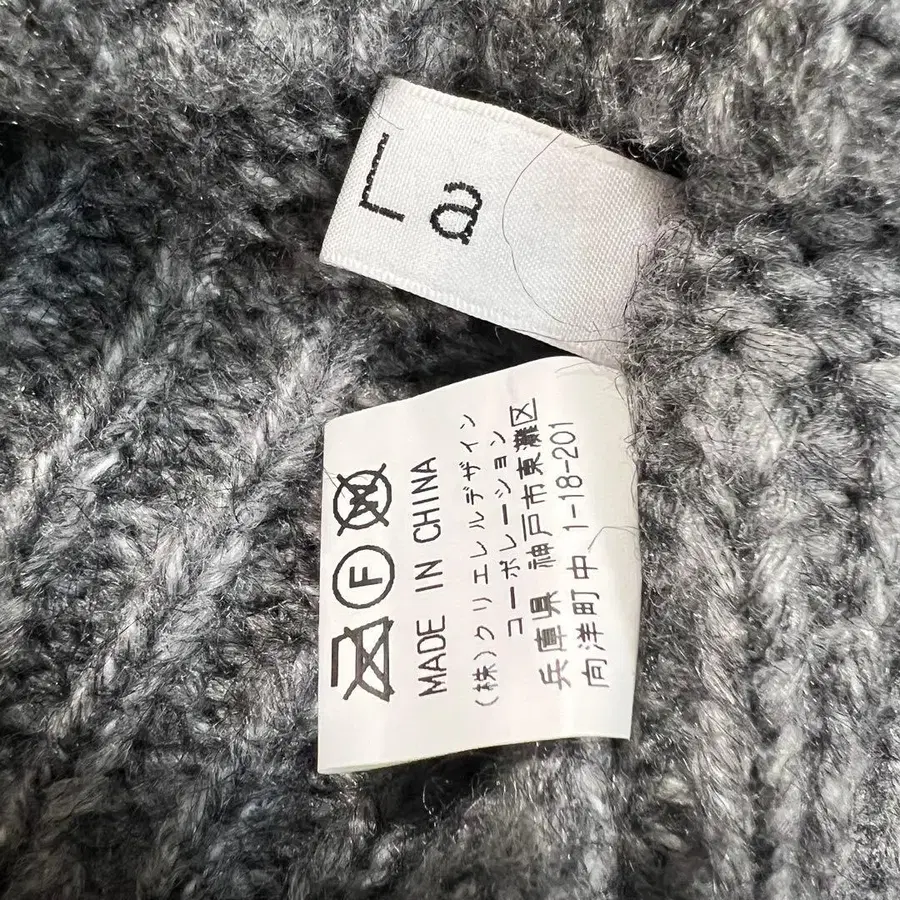 La
W
F
MADE IN CHINA
(株)クリエレルデザイン
コーポレーション
兵庫県 神戸市東灘区
向洋町中 1-18-201